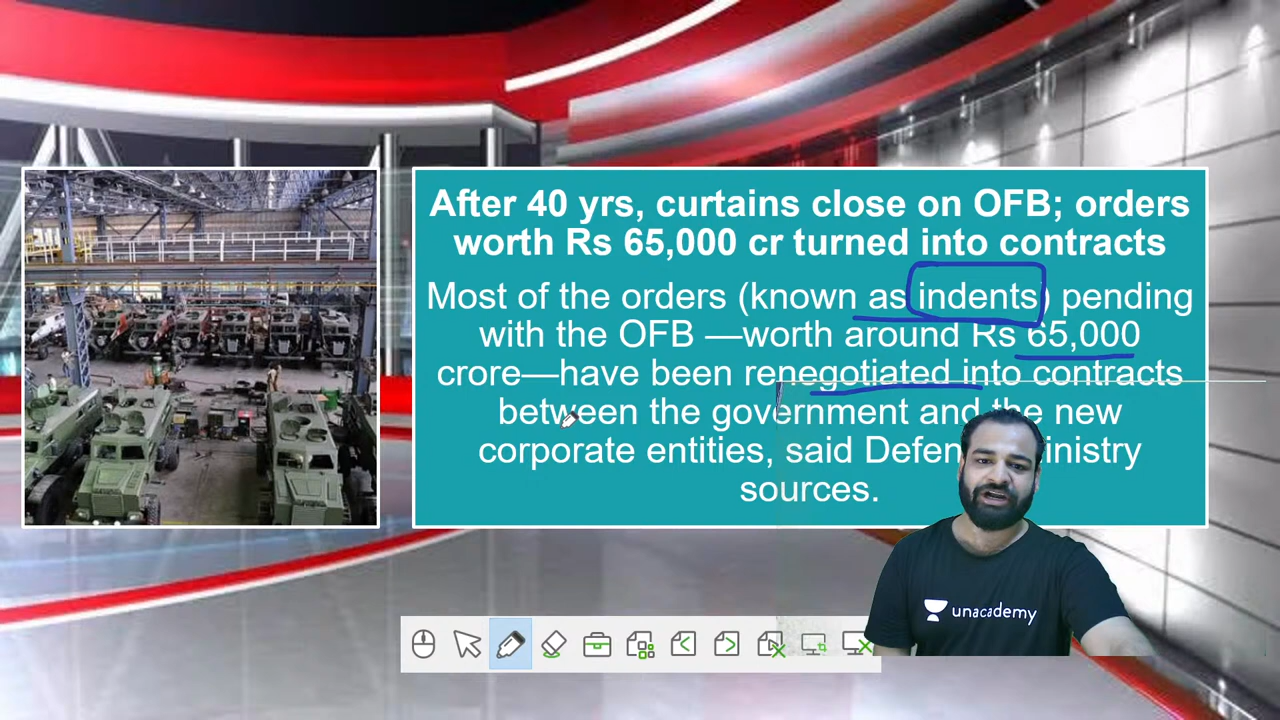 After 40 yrs, curtains close on OFB; orders
worth Rs 65,000 cr turned into contracts
Most of the orders (known as indents) pending
with the OFB —worth around Rs 65,000
crore—have been renegotiated into contracts
between the government and the new
corporate entities, said Defen inistry
sources.
unacademy